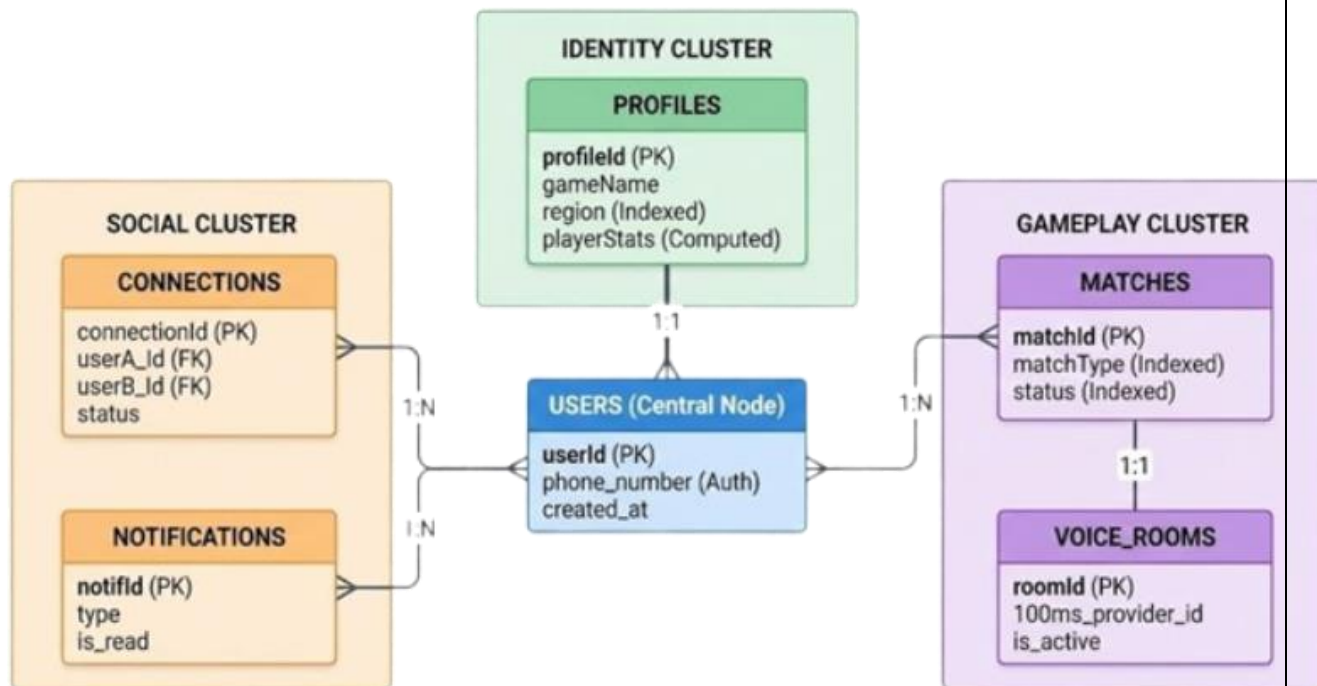 IDENTITY CLUSTER
PROFILES
profileId (PK)
gameName
region (Indexed)
playerStats (Computed)
1:1
SOCIAL CLUSTER
CONNECTIONS
connectionId (PK)
userA_Id (FK)
userB_Id (FK)
status
1:N
NOTIFICATIONS
notifId (PK)
type
is_read
1:N
USERS (Central Node)
userId (PK)
phone_number (Auth)
created_at
1:N
GAMEPLAY CLUSTER
MATCHES
matchId (PK)
matchType (Indexed)
status (Indexed)
1:1
VOICE_ROOMS
roomId (PK)
100ms_provider_id
is_active